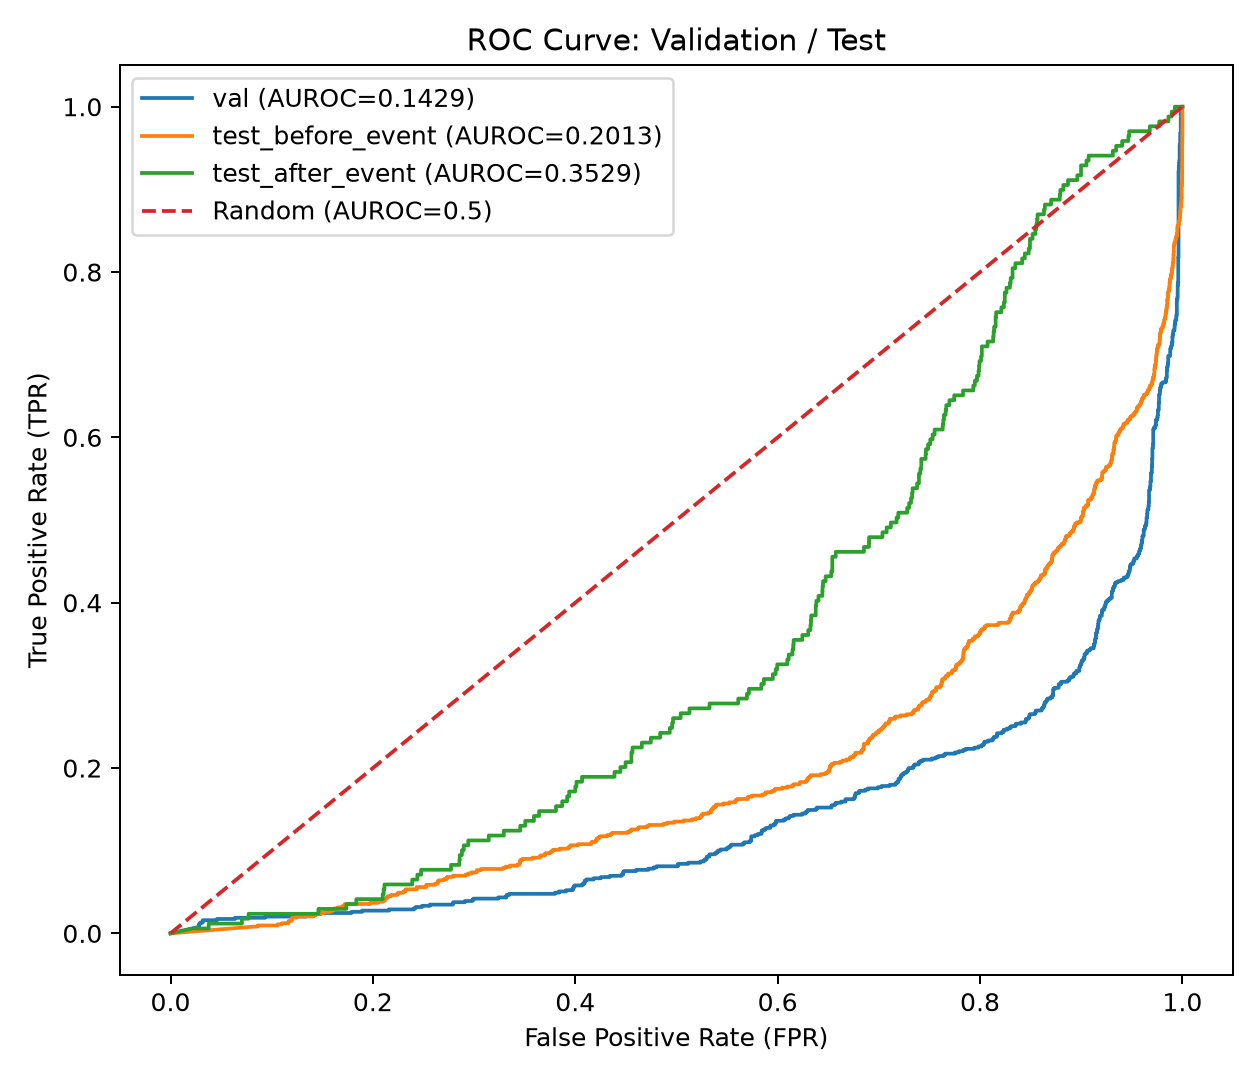 ROC Curve: Validation / Test
val (AUROC=0.1429)
test_before_event (AUROC=0.2013)
test_after_event (AUROC=0.3529)
Random (AUROC=0.5)
True Positive Rate (TPR)
1.0
0.8
0.6
0.4
0.2
0.0
0.0 0.2 0.4 0.6 0.8 1.0
False Positive Rate (FPR)